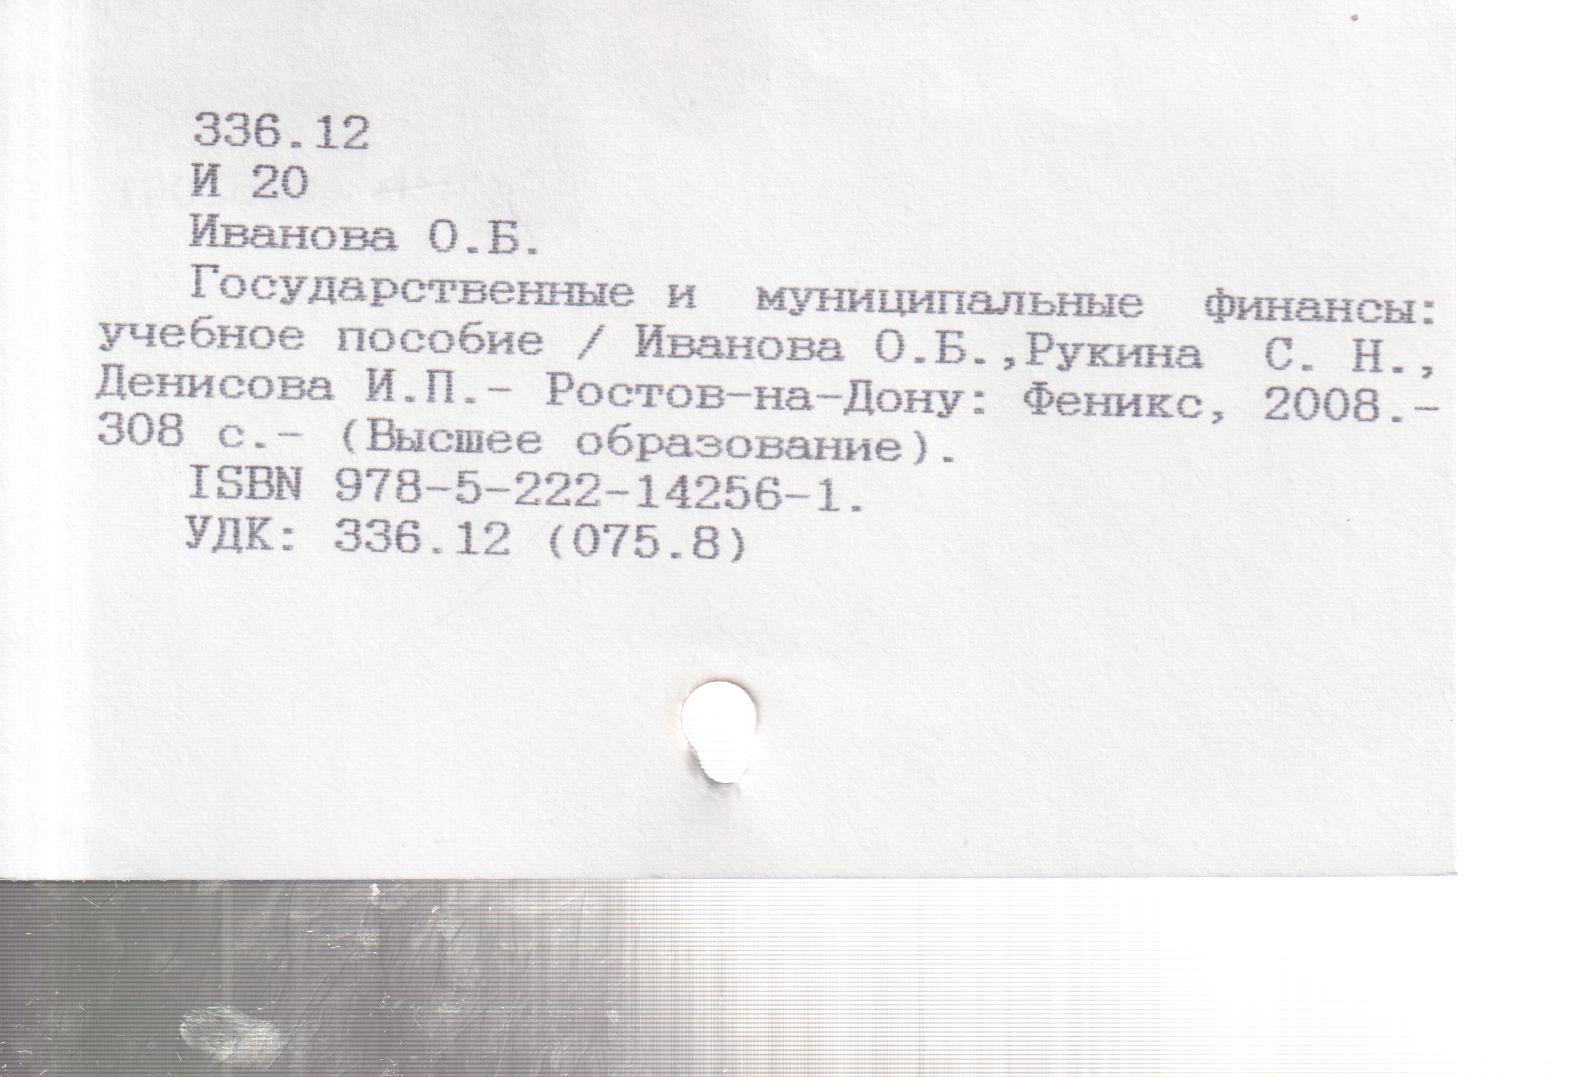 336.12
И 20
Иванова О.Б.
Государственные и муниципальные финансы:
учебное пособие / Иванова О.Б.,Рукина С. Н.,
Денисова И.П.- Ростов-на-Дону: Феникс, 2008.-
308 с.- (Высшее образование).
ISBN 978-5-222-14256-1.
УДК: 336.12 (075.8)